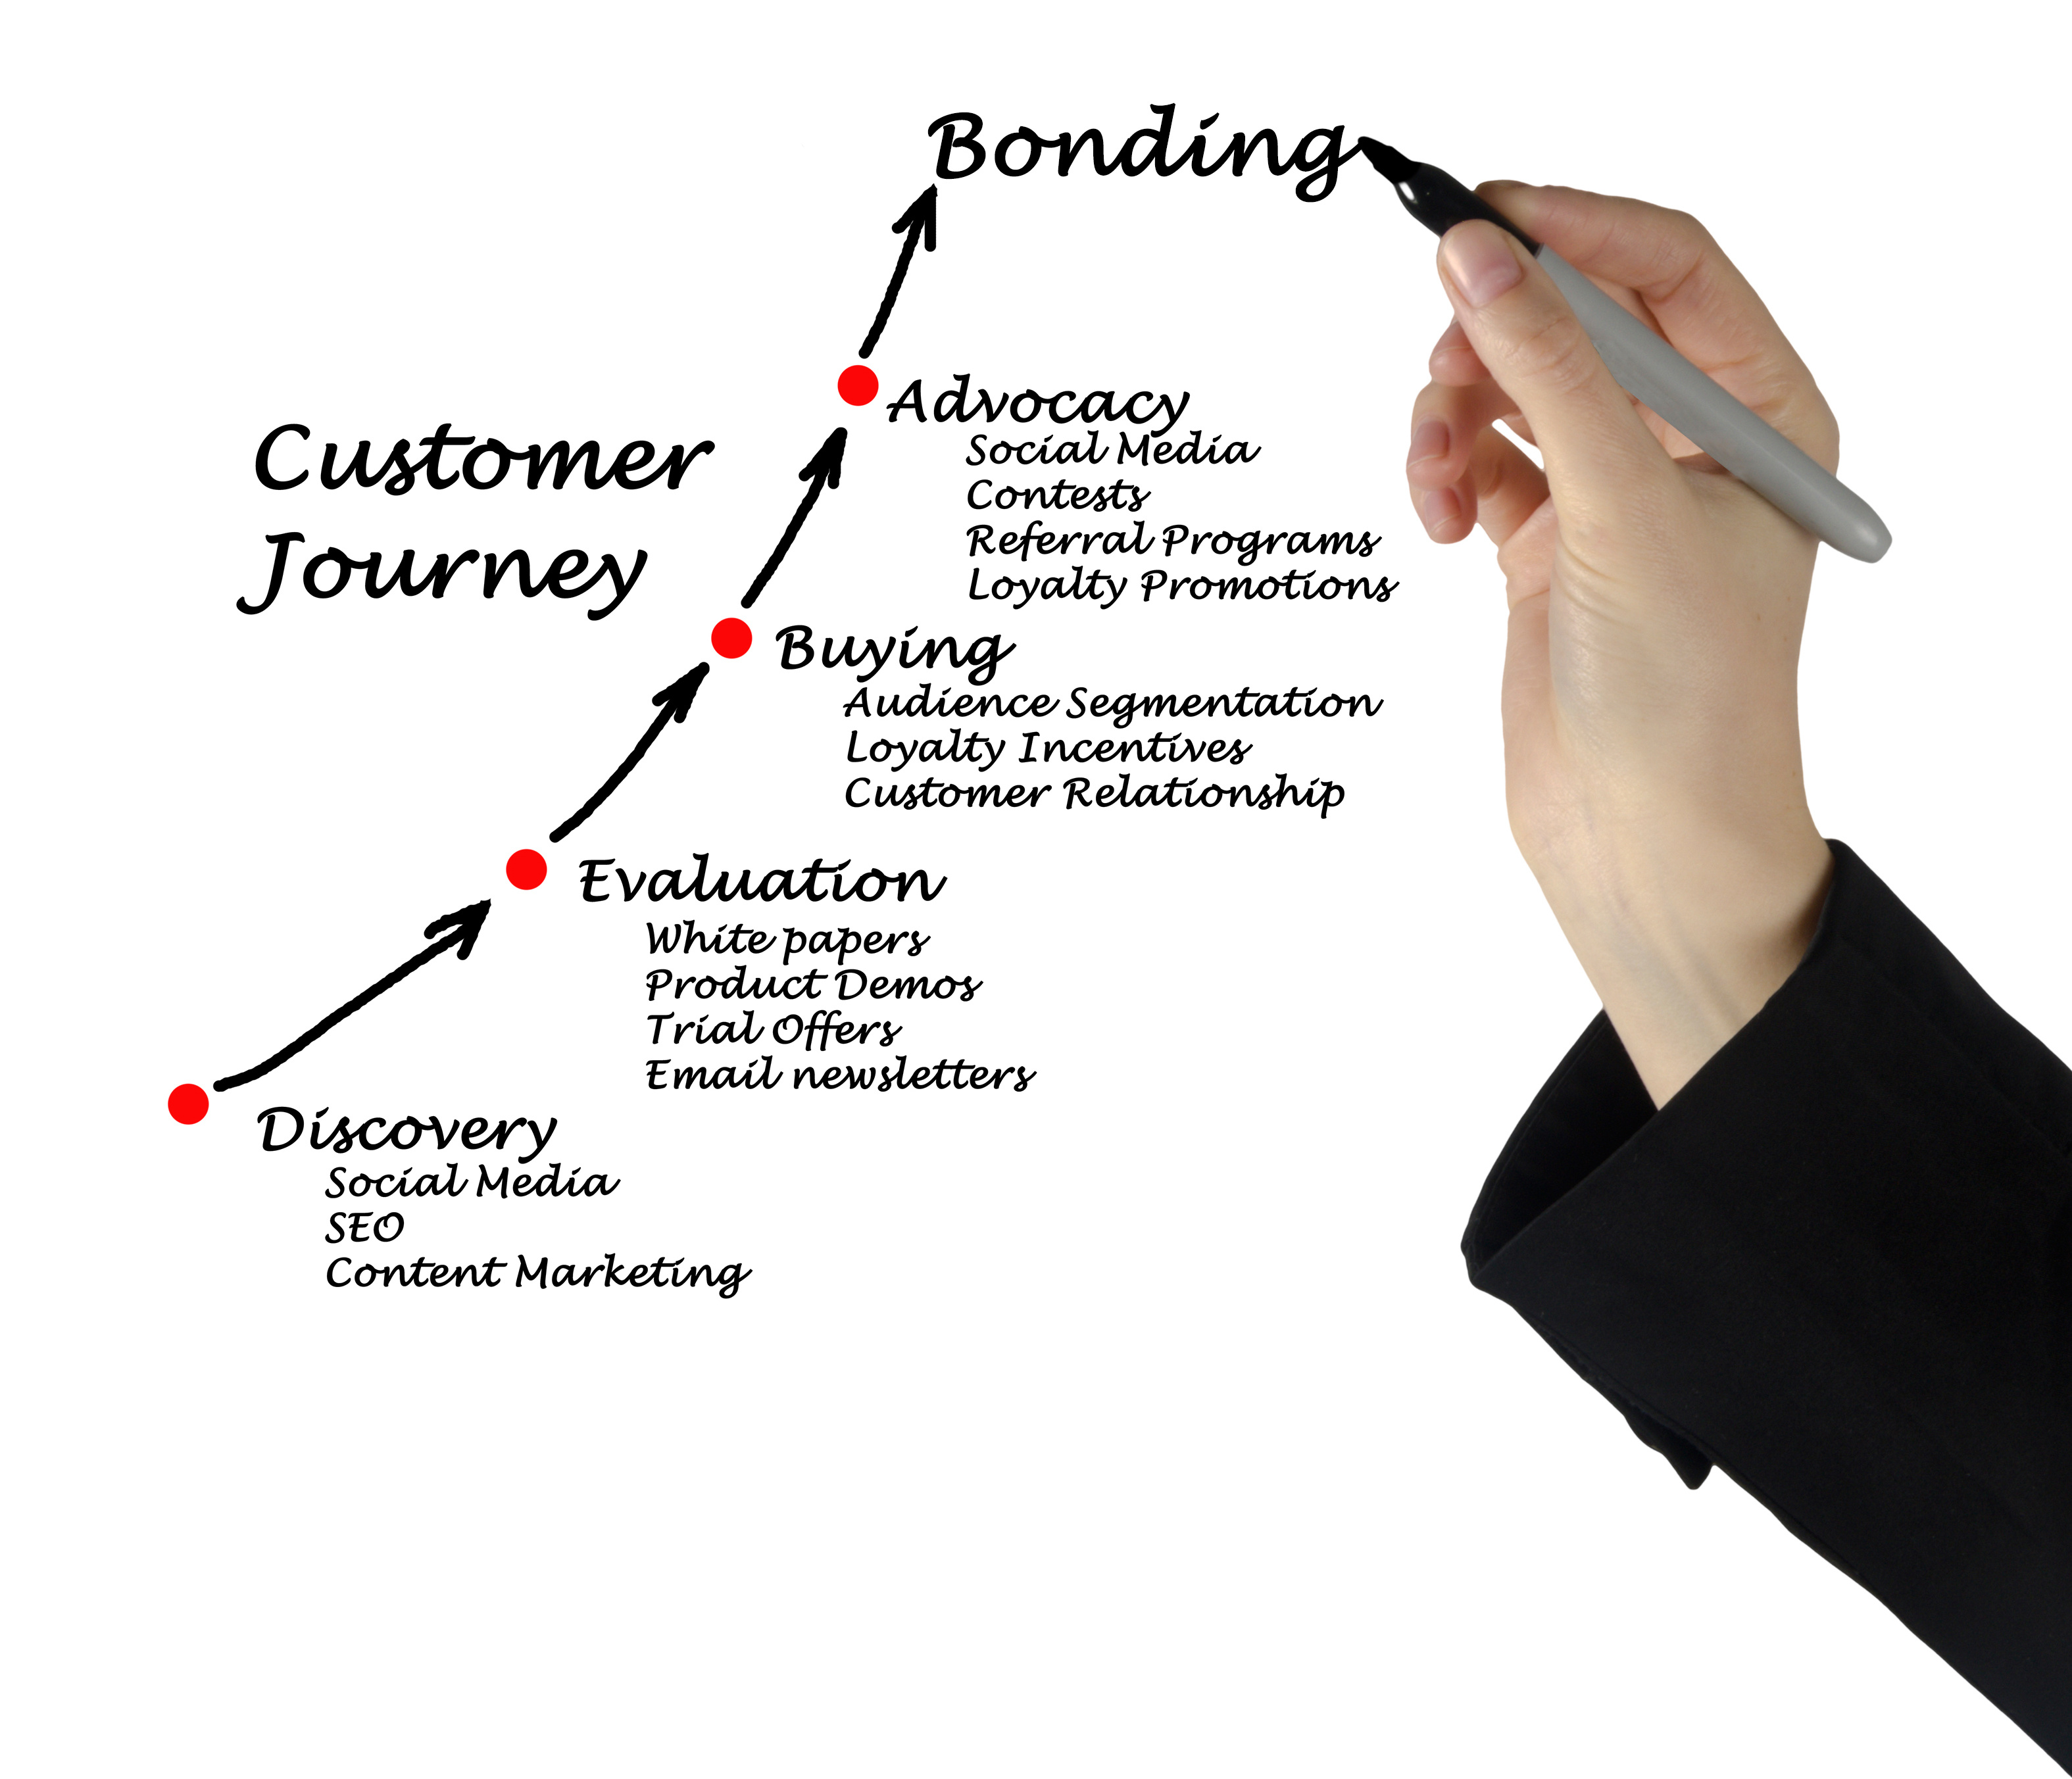 Bonding
Customer
Journey
Advocacy
Social Media
Contests
Referral Programs
Loyalty Promotions
Buying
Audience Segmentation
Loyalty Incentives
Customer Relationship
Evaluation
White papers
Product Demos
Trial Offers
Email newsletters
Discovery
Social Media
SEO
Content Marketing